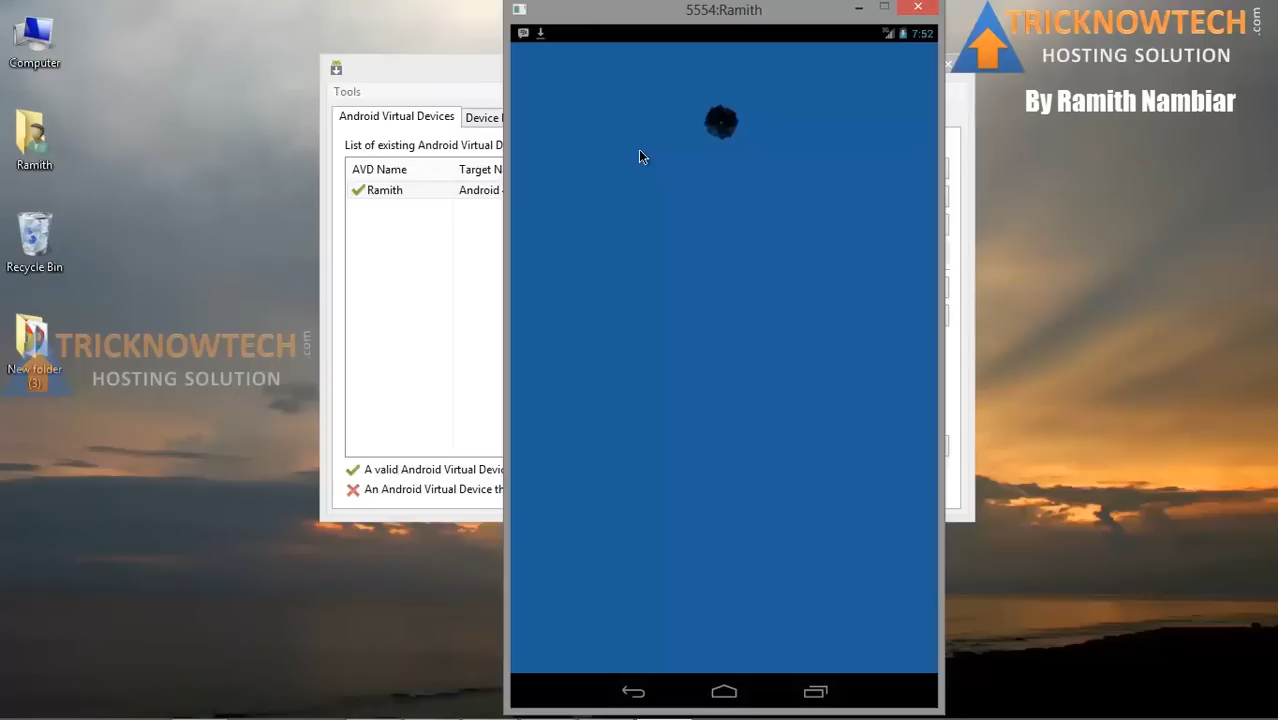 5554:Ramith
7:52
Computer
Ramith
Recycle Bin
New folder
(3)
TRICKNOWTECH
.com
HOSTING SOLUTION
Tools
Android Virtual Devices
Device
List of existing Android Virtual D
AVD Name
Target N
Ramith
Android
A valid Android Virtual Devic
An Android Virtual Device th
TRICKNOWTECH
.com
HOSTING SOLUTION
By Ramith Nambiar